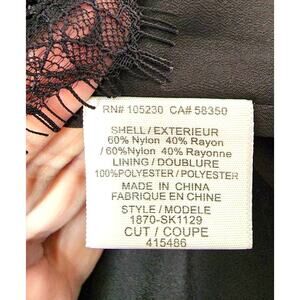 RN# 105230 CA# 58350
SHELL / EXTERIEUR
60% Nylon 40% Rayon
/ 60%Nylon 40% Rayonne
LINING / DOUBLURE
100%POLYESTER / POLYESTER
MADE IN CHINA
FABRIQUE EN CHINE
STYLE / MODELE
1870-SK1129
CUT / COUPE
415486